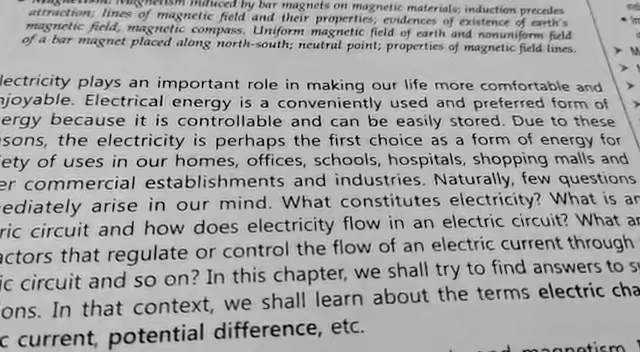 induced by bar magnets on magnetic materials; induction precedes
attraction; lines of magnetic field and their properties; evidences of existence of earth's
magnetic field, magnetic compass. Uniform magnetic field of earth and nonuniform field
of a bar magnet placed along north-south; neutral point; properties of magnetic field lines.
lectricity plays an important role in making our life more comfortable and
njoyable. Electrical energy is a conveniently used and preferred form of
ergy because it is controllable and can be easily stored. Due to these
sons, the electricity is perhaps the first choice as a form of energy for
iety of uses in our homes, offices, schools, hospitals, shopping malls and
er commercial establishments and industries. Naturally, few questions
ediately arise in our mind. What constitutes electricity? What is an
ric circuit and how does electricity flow in an electric circuit? What ar
actors that regulate or control the flow of an electric current through
ic circuit and so on? In this chapter, we shall try to find answers to s
ions. In that context, we shall learn about the terms electric cha
c current, potential difference, etc.
magnetism